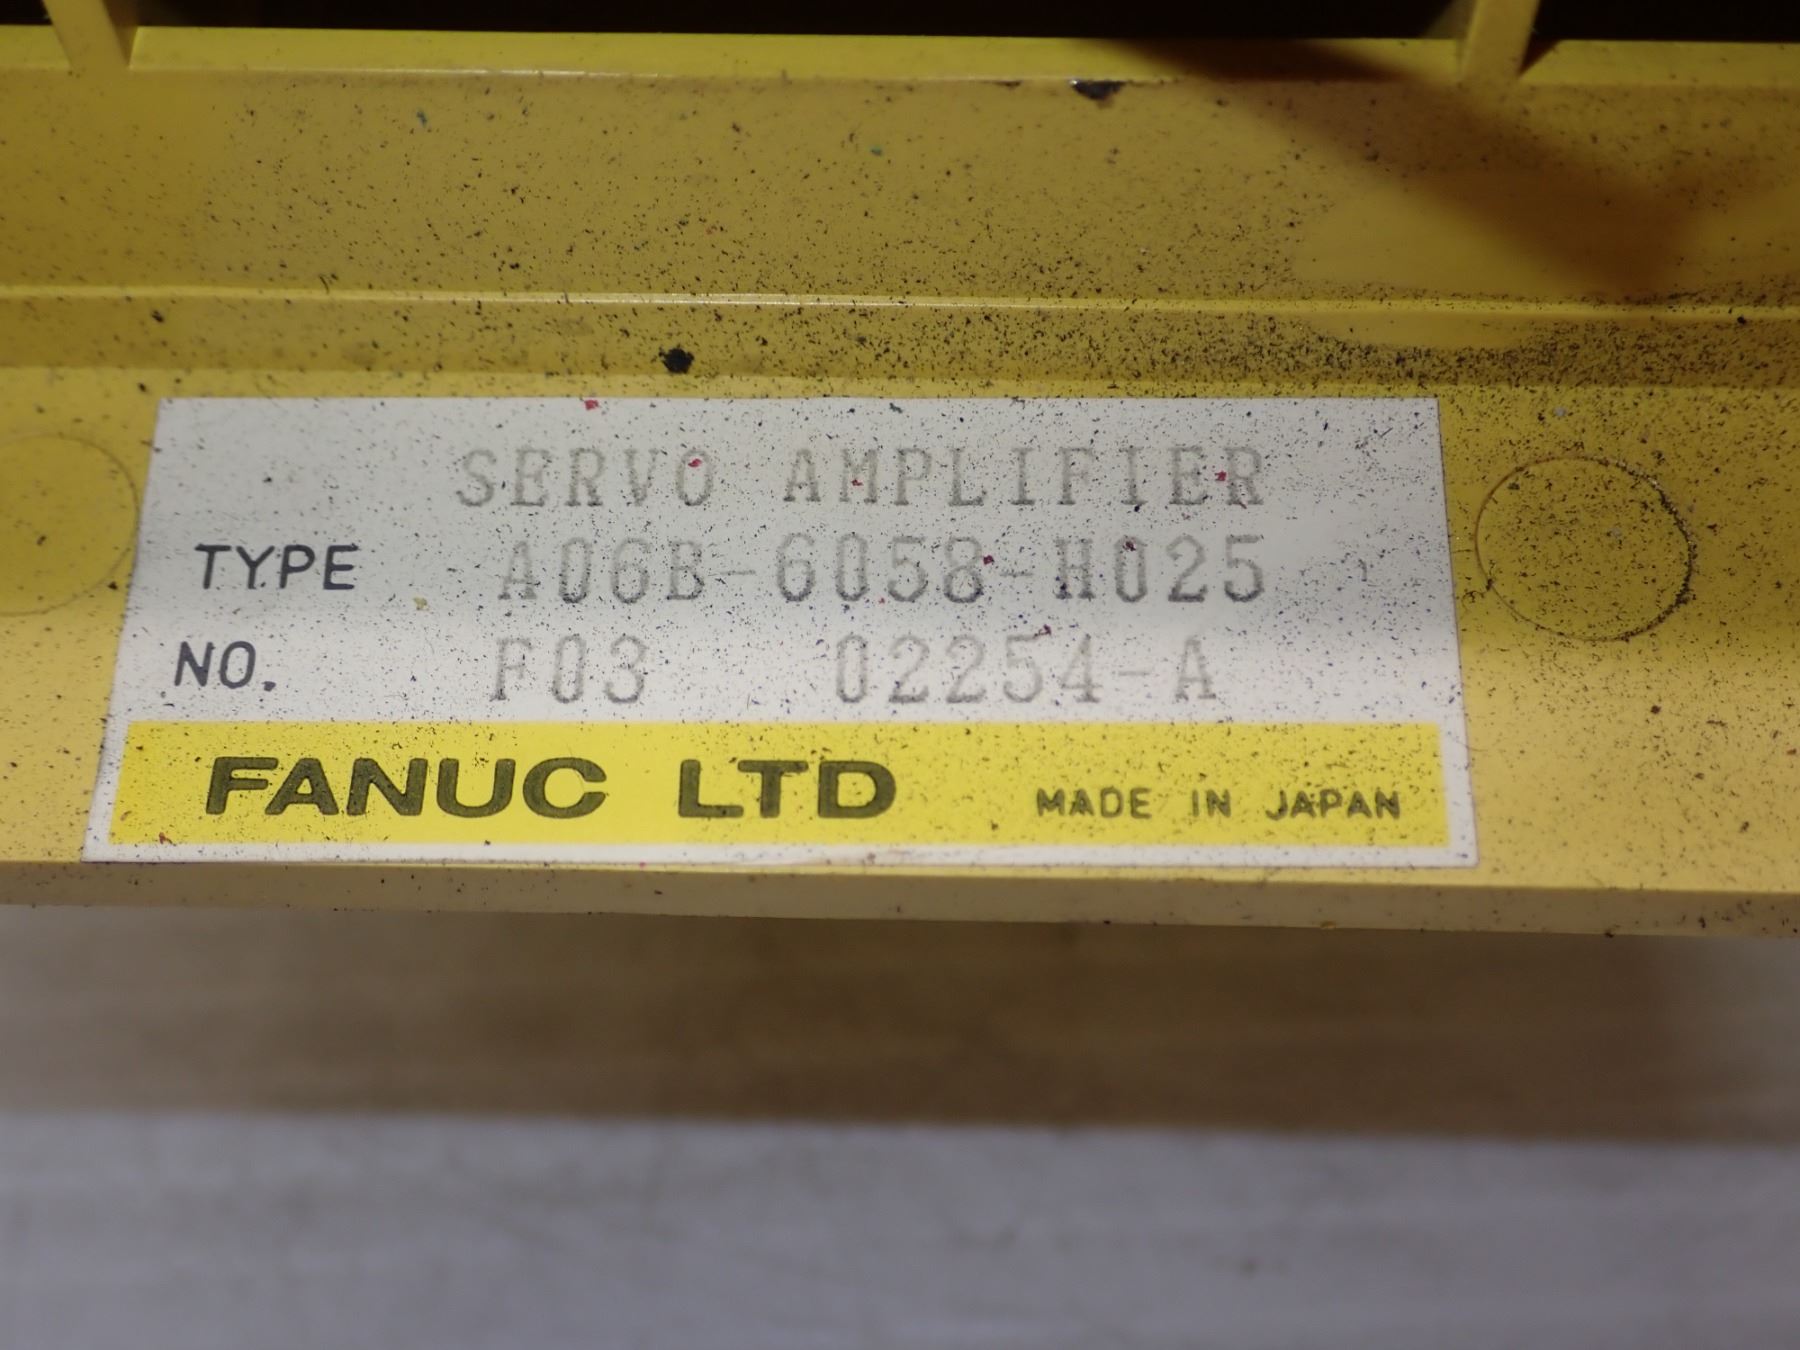 SERVO AMPLIFIER
TYPE A06B-6058-H025
NO. F03 02254-A
FANUC LTD MADE IN JAPAN